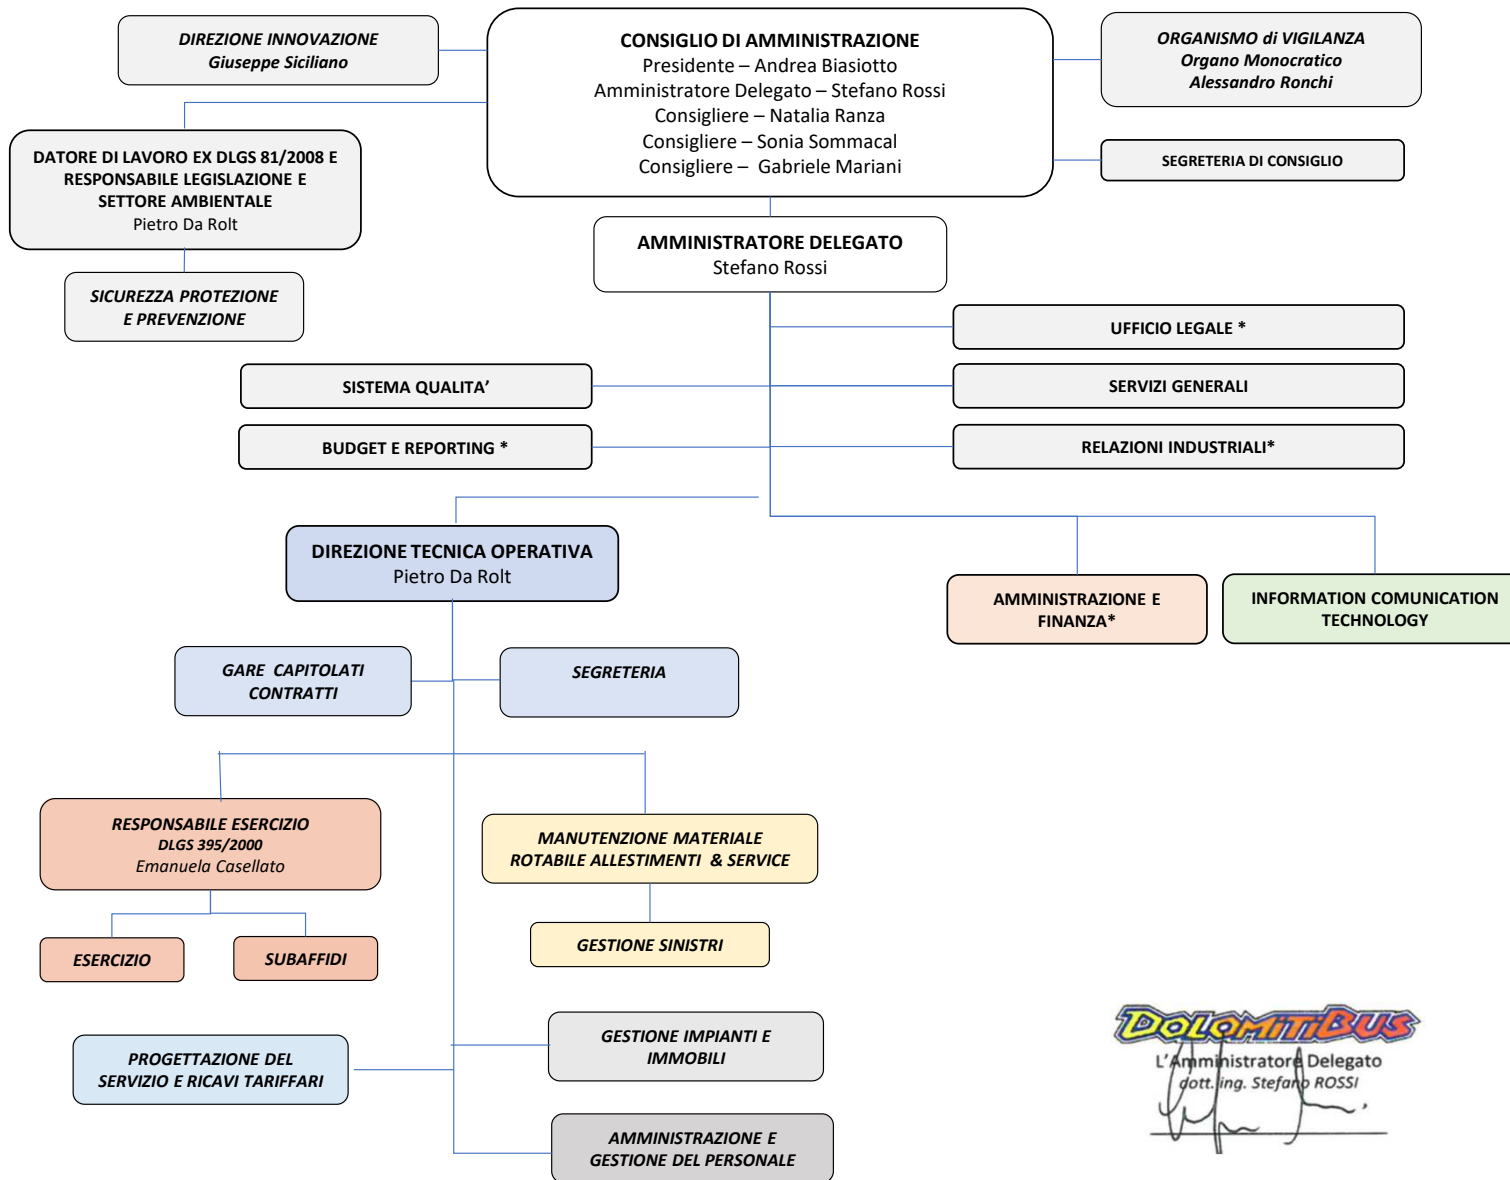 DIREZIONE INNOVAZIONE
Giuseppe Siciliano
CONSIGLIO DI AMMINISTRAZIONE
Presidente – Andrea Biasiotto
Amministratore Delegato – Stefano Rossi
Consigliere – Natalia Ranza
Consigliere – Sonia Sommacal
Consigliere – Gabriele Mariani
ORGANISMO di VIGILANZA
Organo Monocratico
Alessandro Ronchi
DATORE DI LAVORO EX DLGS 81/2008 E
RESPONSABILE LEGISLAZIONE E
SETTORE AMBIENTALE
Pietro Da Rolt
SEGRETERIA DI CONSIGLIO
AMMINISTRATORE DELEGATO
Stefano Rossi
SICUREZZA PROTEZIONE
E PREVENZIONE
UFFICIO LEGALE *
SISTEMA QUALITA’
SERVIZI GENERALI
BUDGET E REPORTING *
RELAZIONI INDUSTRIALI*
DIREZIONE TECNICA OPERATIVA
Pietro Da Rolt
AMMINISTRAZIONE E
FINANZA*
INFORMATION COMUNICATION
TECHNOLOGY
GARE CAPITOLATI
CONTRATTI
SEGRETERIA
RESPONSABILE ESERCIZIO
DLGS 395/2000
Emanuela Casellato
MANUTENZIONE MATERIALE
ROTABILE ALLESTIMENTI & SERVICE
ESERCIZIO
SUBAFFIDI
GESTIONE SINISTRI
PROGETTAZIONE DEL
SERVIZIO E RICAVI TARIFFARI
GESTIONE IMPIANTI E
IMMOBILI
AMMINISTRAZIONE E
GESTIONE DEL PERSONALE
DOLOMITIBUS
L’Amministratore Delegato
dott. ing. Stefano ROSSI